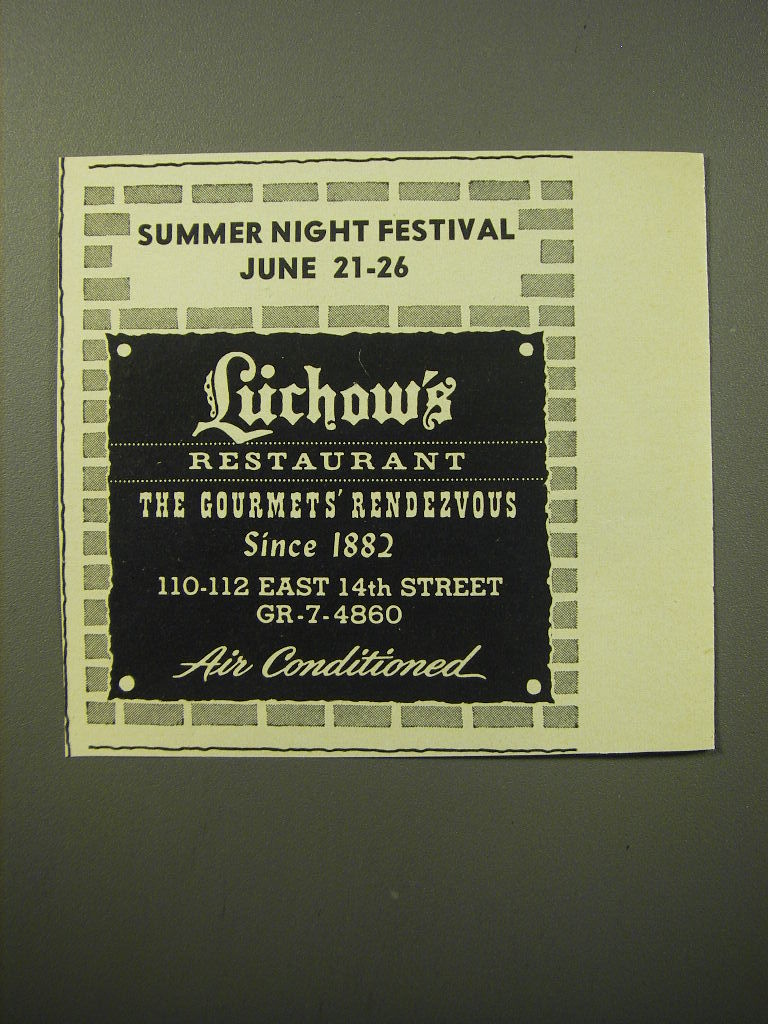 SUMMER NIGHT FESTIVAL
JUNE 21-26
Lüchow's
RESTAURANT
THE GOURMETS' RENDEZVOUS
Since 1882
110-112 EAST 14th STREET
GR-7-4860
Air Conditioned